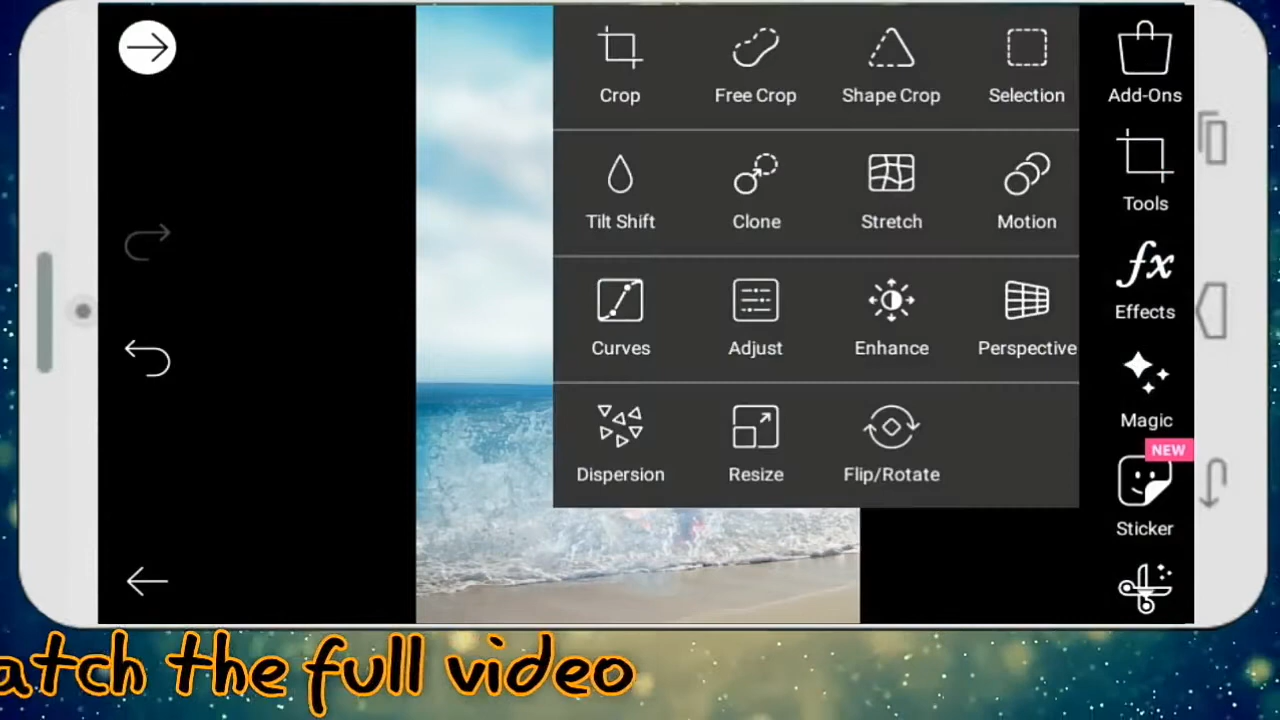 Crop Free Crop Shape Crop Selection
Tilt Shift Clone Stretch Motion
Curves Adjust Enhance Perspective
Dispersion Resize Flip/Rotate
Add-Ons
Tools
fx
Effects
Magic
NEW
Sticker
atch the full video